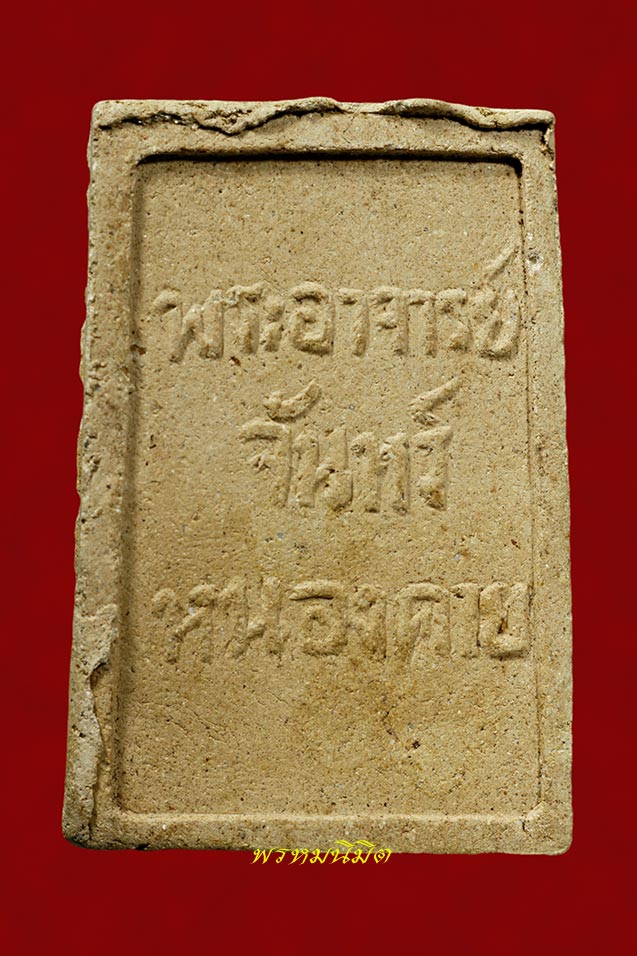 พระอาจารย์
จันทร์
หนองคาย
พรหมนิมิต